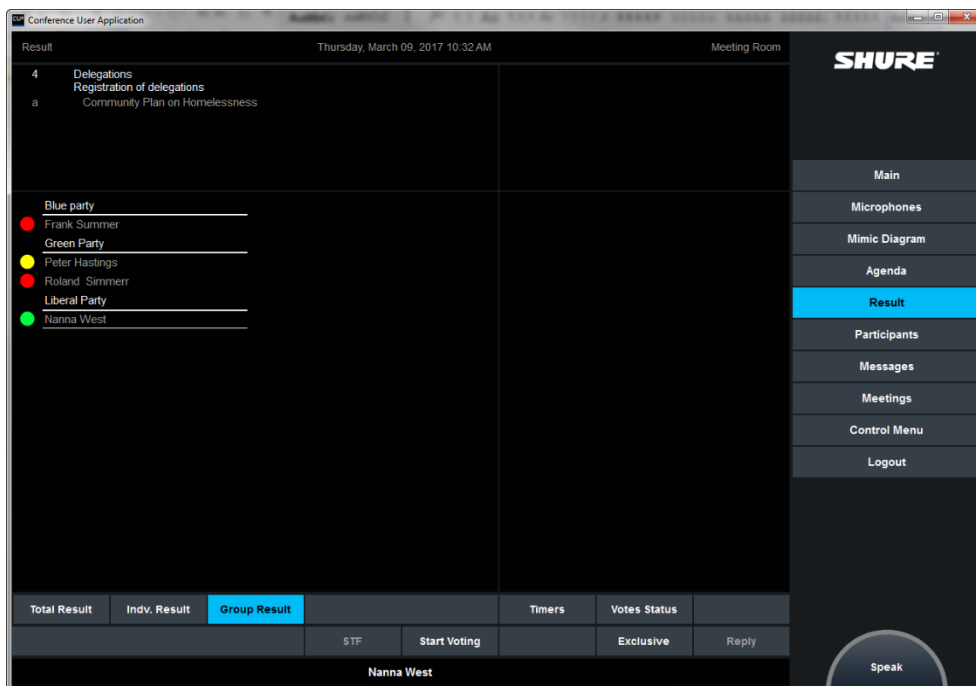 CUA Conference User Application
Result Thursday, March 09, 2017 10:32 AM Meeting Room
SHURE
4 Delegations
Registration of delegations
a Community Plan on Homelessness
Main
Microphones
Mimic Diagram
Agenda
Result
Participants
Messages
Meetings
Control Menu
Logout
Blue party
Frank Summer
Green Party
Peter Hastings
Roland Simmerr
Liberal Party
Nanna West
Total Result Indv. Result Group Result Timers Votes Status
STF Start Voting Exclusive Reply
Nanna West
Speak